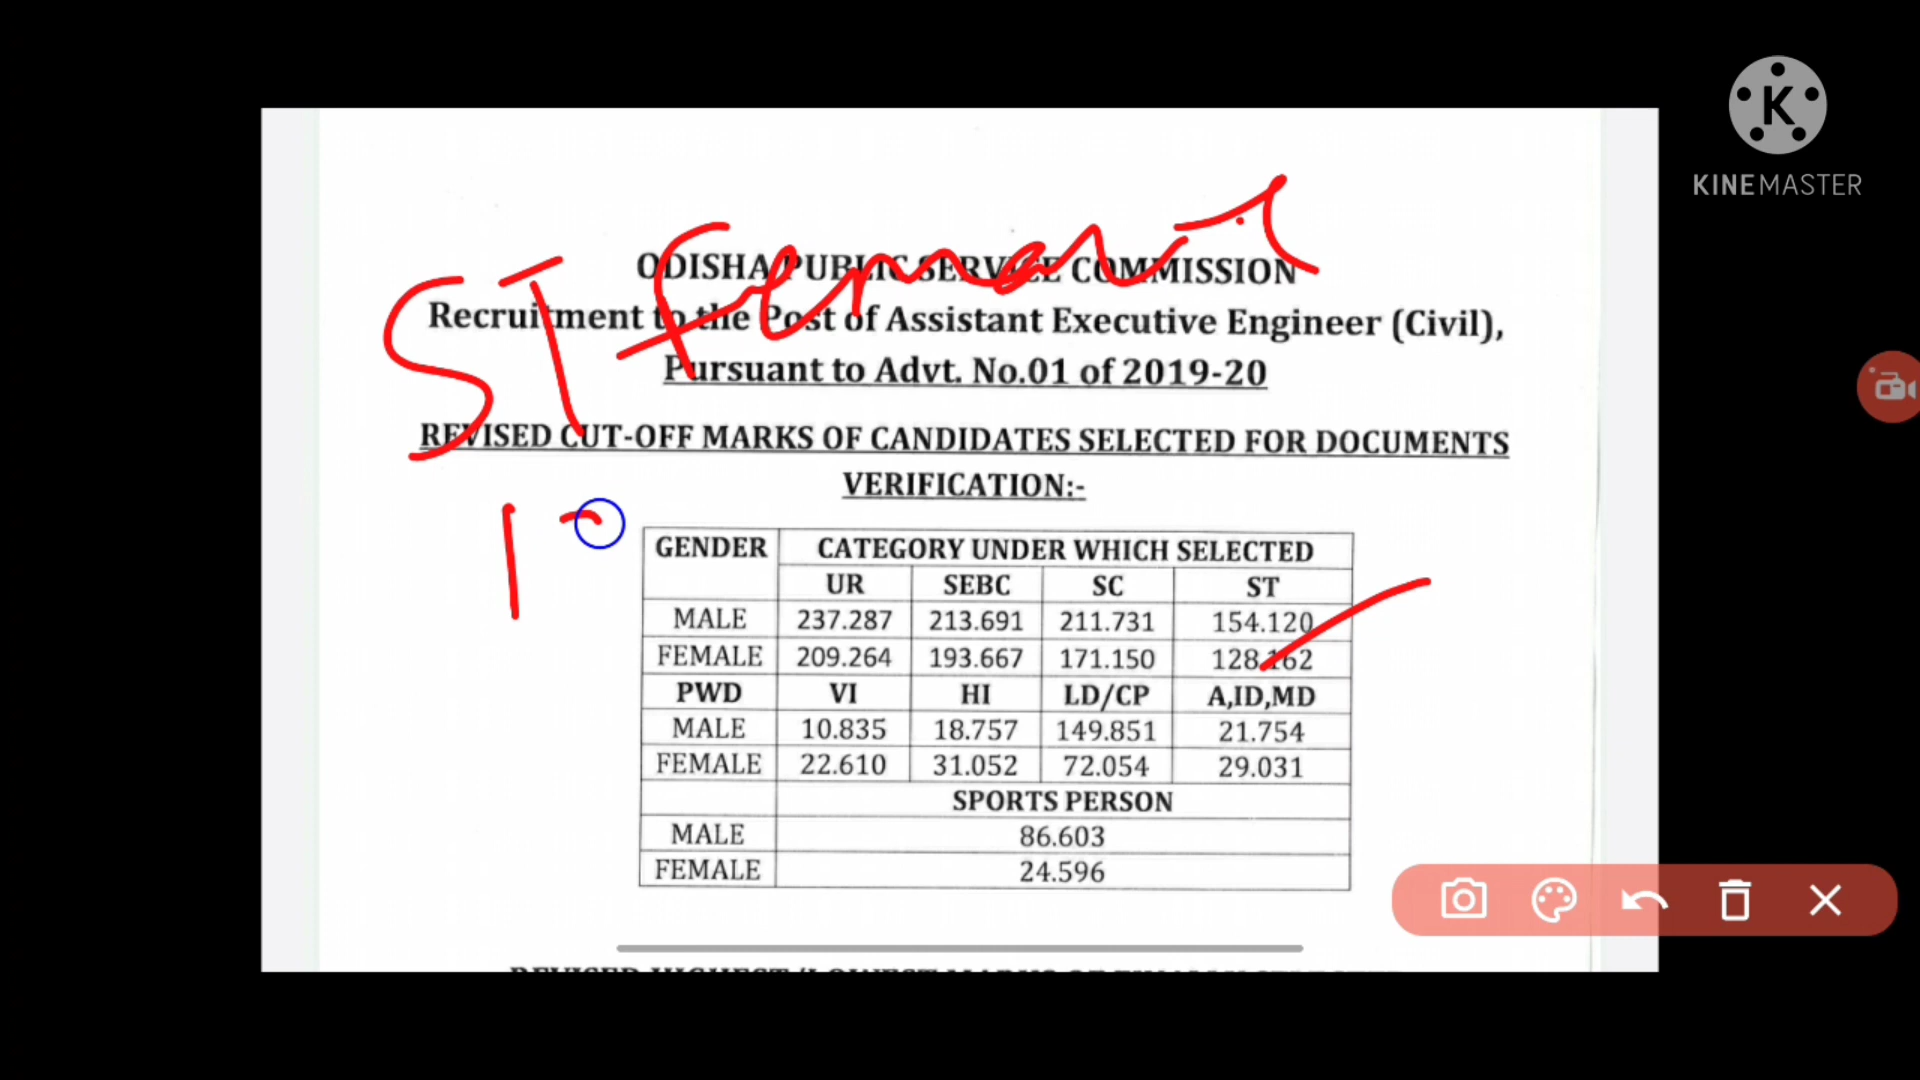 KINEMASTER
ST Female
ODISHA PUBLIC SERVICE COMMISSION
Recruitment to the Post of Assistant Executive Engineer (Civil),
Pursuant to Advt. No.01 of 2019-20
REVISED CUT-OFF MARKS OF CANDIDATES SELECTED FOR DOCUMENTS
VERIFICATION:-
GENDER CATEGORY UNDER WHICH SELECTED
UR SEBC SC ST
MALE 237.287 213.691 211.731 154.120
FEMALE 209.264 193.667 171.150 128.162
PWD VI HI LD/CP A,ID,MD
MALE 10.835 18.757 149.851 21.754
FEMALE 22.610 31.052 72.054 29.031
SPORTS PERSON
MALE 86.603
FEMALE 24.596